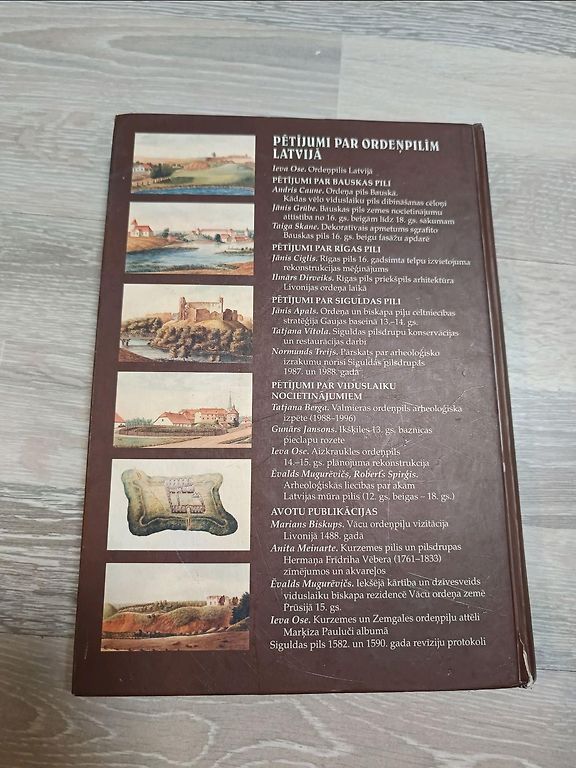 PĒTĪJUMI PAR ORDEŅPILĪM
LATVIJĀ
Ieva Ose. Ordeņpilis Latvijā
PĒTĪJUMI PAR BAUSKAS PILI
Andris Caune. Ordeņa pils Bauskā.
Kādas vēlo viduslaiku pils dibināšanas cēloņi
Jānis Grūbe. Bauskas pils zemes nocietinājumu
attīstība no 16. gs. beigām līdz 18. gs. sākumam
Taiga Skane. Dekoratīvais apmetums sgrafito
Bauskas pils 16. gs. beigu fasāžu apdarē
PĒTĪJUMI PAR RĪGAS PILI
Jānis Ciglis. Rīgas pils 16. gadsimta telpu izvietojuma
rekonstrukcijas mēģinājums
Ilmārs Dirveiks. Rīgas pils priekšpils arhitektūra
Livonijas ordeņa laikā
PĒTĪJUMI PAR SIGULDAS PILI
Jānis Apals. Ordeņa un bīskapa piļu celtniecības
stratēģija Gaujas baseinā 13.–14. gs.
Tatjana Vitola. Siguldas pilsdrupu konservācijas
un restaurācijas darbi
Normunds Treijs. Pārskats par arheoloģisko
izrakumu norisi Siguldas pilsdrupās
1987. un 1988. gadā
PĒTĪJUMI PAR VIDUSLAIKU
NOCIETINĀJUMIEM
Tatjana Berga. Valmieras ordeņpils arheoloģiskā
izpēte (1988–1996)
Gunārs Jansons. Ikšķiles 13. gs. baznīcas
pieclapu rozete
Ieva Ose. Aizkraukles ordeņpils
14.–15. gs. plānojuma rekonstrukcija
Ēvalds Mugurēvičs, Roberts Spirģis.
Arheoloģiskās liecības par akām
Latvijas mūra pilīs (12. gs. beigas – 18. gs.)
AVOTU PUBLIKĀCIJAS
Marians Biskups. Vācu ordeņpiļu vizitācija
Livonijā 1488. gadā
Anita Meinarte. Kurzemes pilis un pilsdrupas
Hermaņa Frīdriha Vēbera (1761–1833)
zīmējumos un akvareļos
Ēvalds Mugurēvičs. Iekšējā kārtība un dzīvesveids
viduslaiku bīskapa rezidencē Vācu ordeņa zemē
Prūsijā 15. gs.
Ieva Ose. Kurzemes un Zemgales ordeņpiļu attēli
Marķīza Pauluči albumā
Siguldas pils 1582. un 1590. gada revīziju protokoli